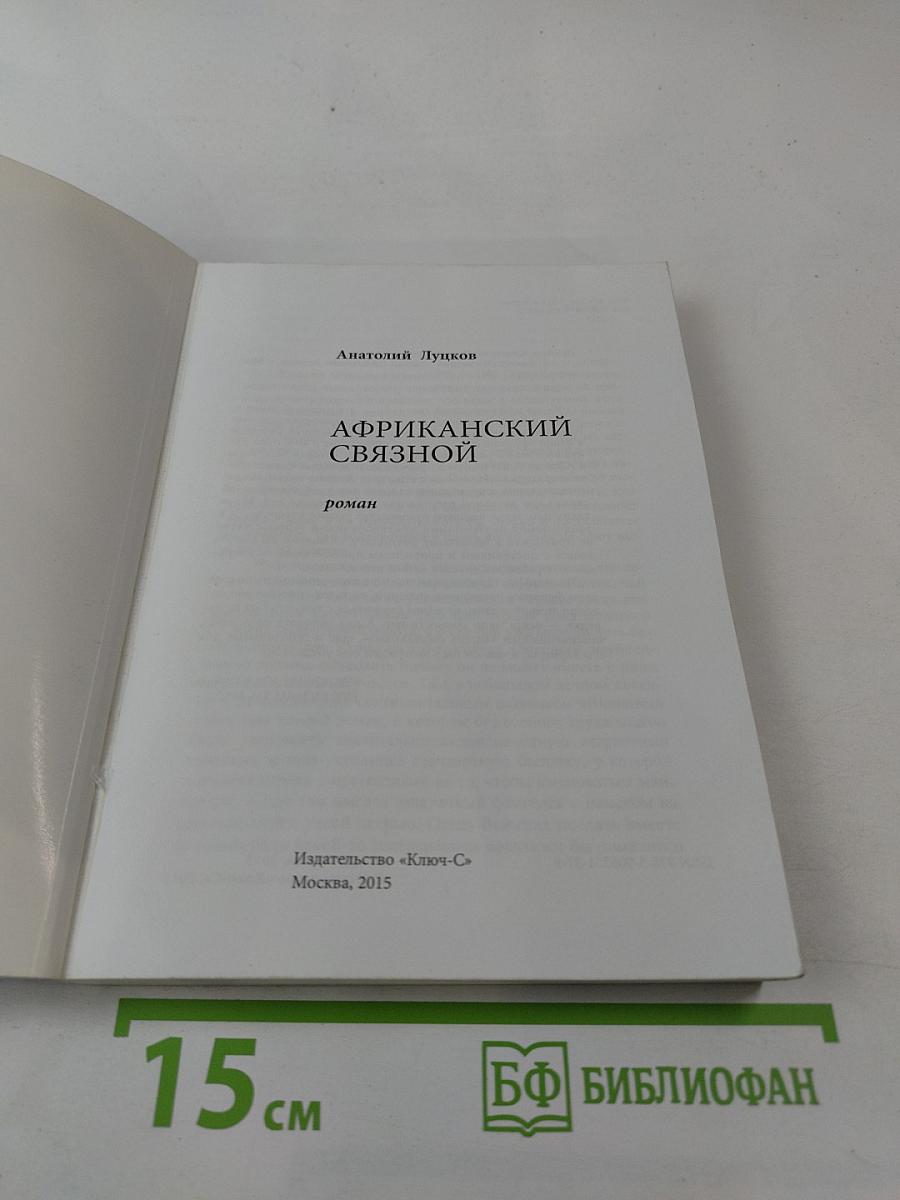 Анатолий Луцков
АФРИКАНСКИЙ
СВЯЗНОЙ
роман
Издательство «Ключ-С»
Москва, 2015
15 см
БФ БИБЛИОФАН